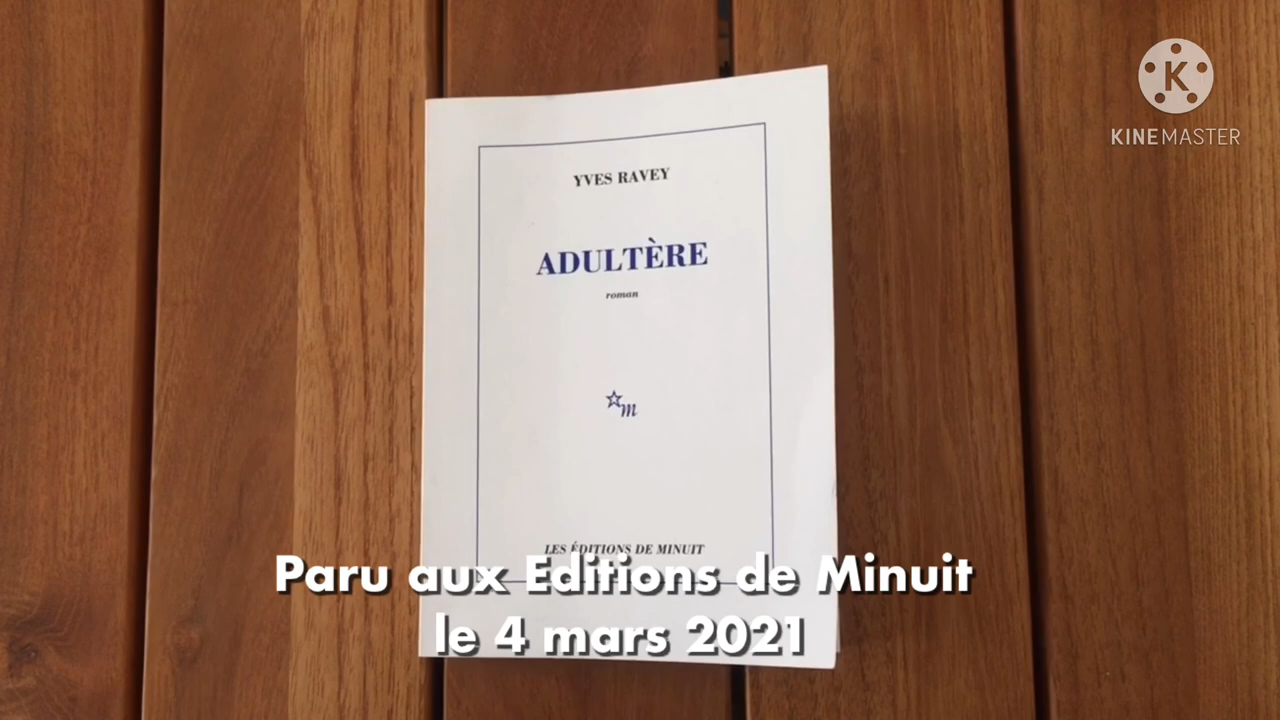 K
KINEMASTER
YVES RAVEY
ADULTÈRE
roman
m
LES ÉDITIONS DE MINUIT
Paru aux Editions de Minuit
le 4 mars 2021